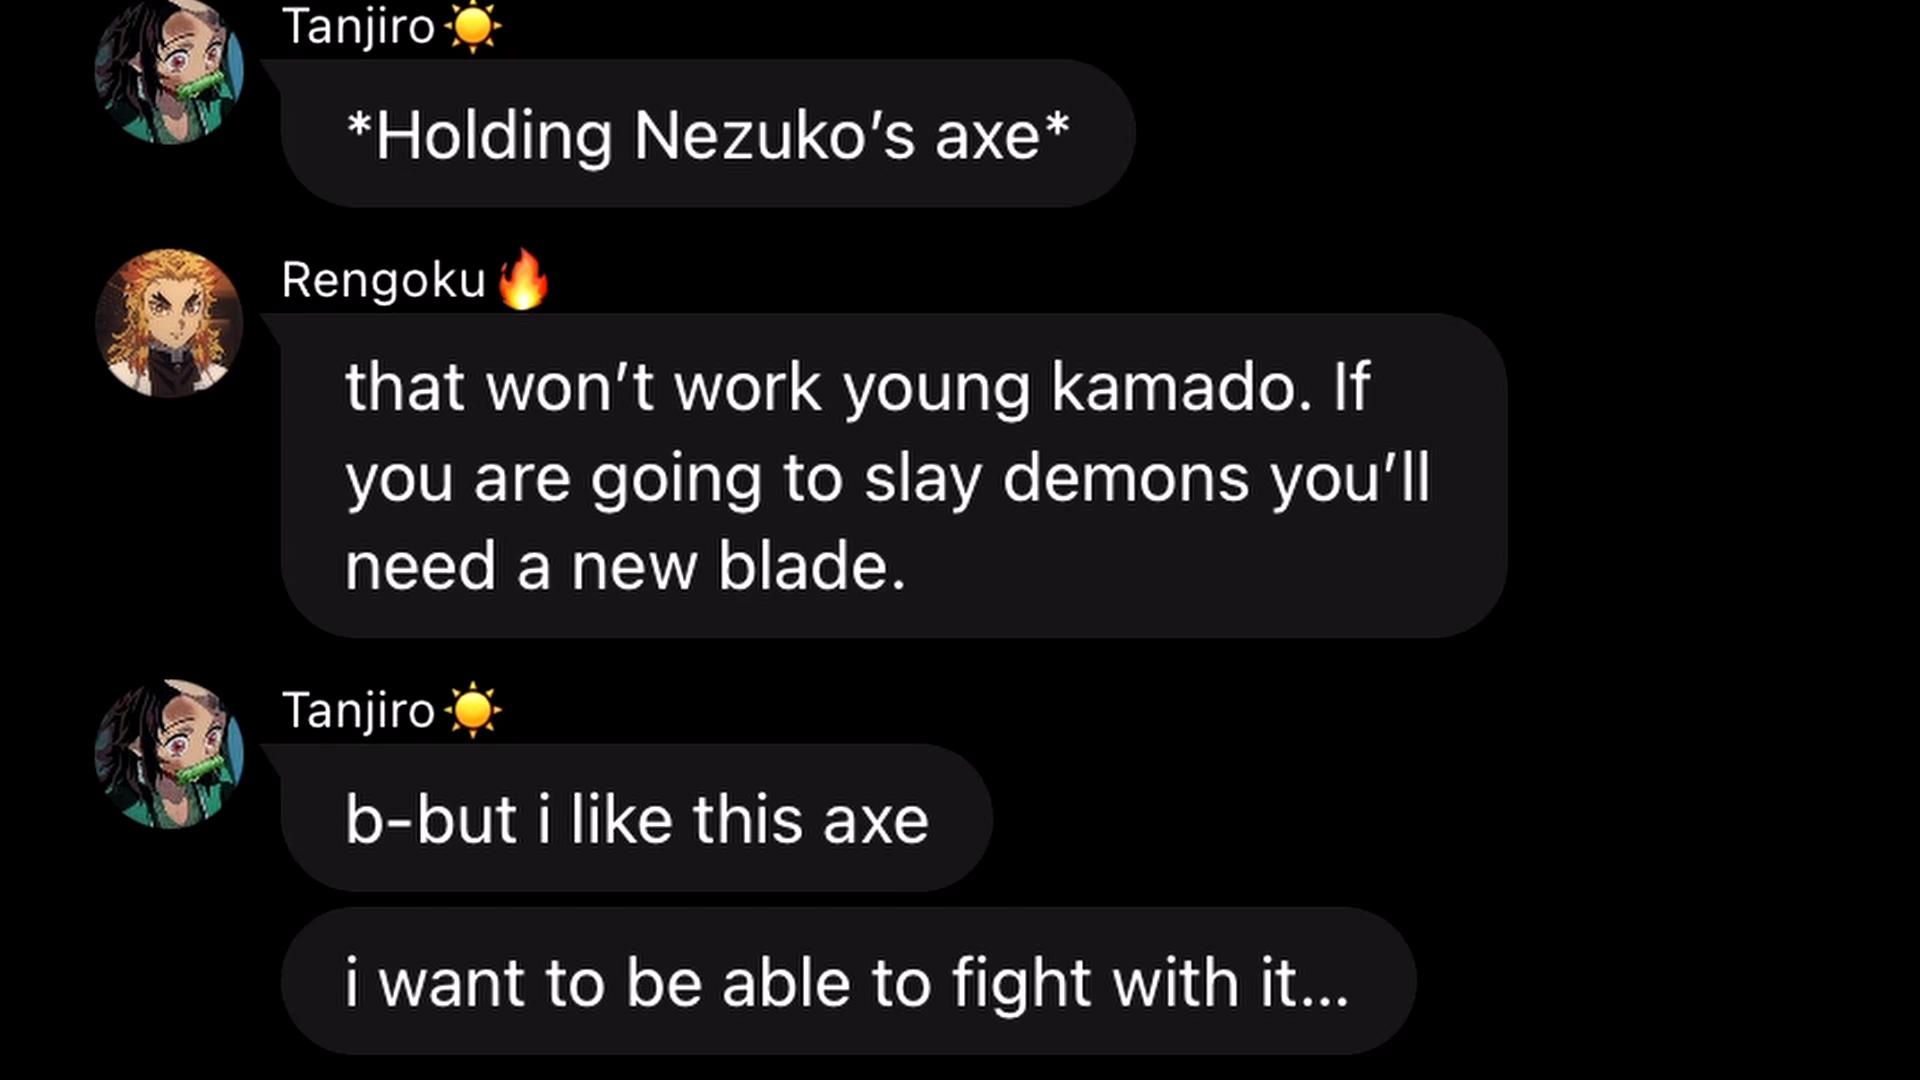 Tanjiro☀️
*Holding Nezuko’s axe*
Rengoku🔥
that won’t work young kamado. If
you are going to slay demons you’ll
need a new blade.
Tanjiro☀️
b-but i like this axe
i want to be able to fight with it...